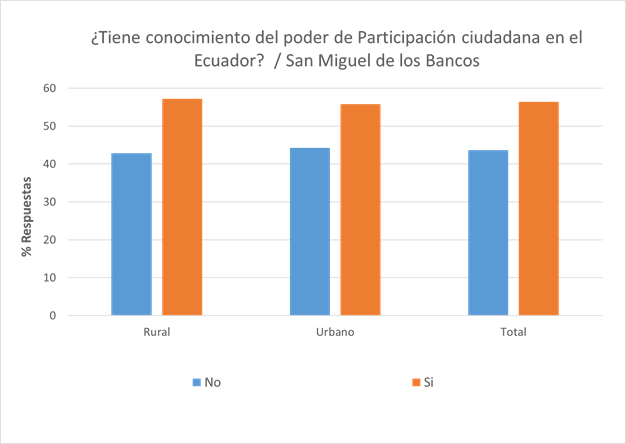 ¿Tiene conocimiento del poder de Participación ciudadana en el
Ecuador?  / San Miguel de los Bancos
60
50
40
30
20
10
0
% Respuestas
Rural
Urbano
Total
No
Si